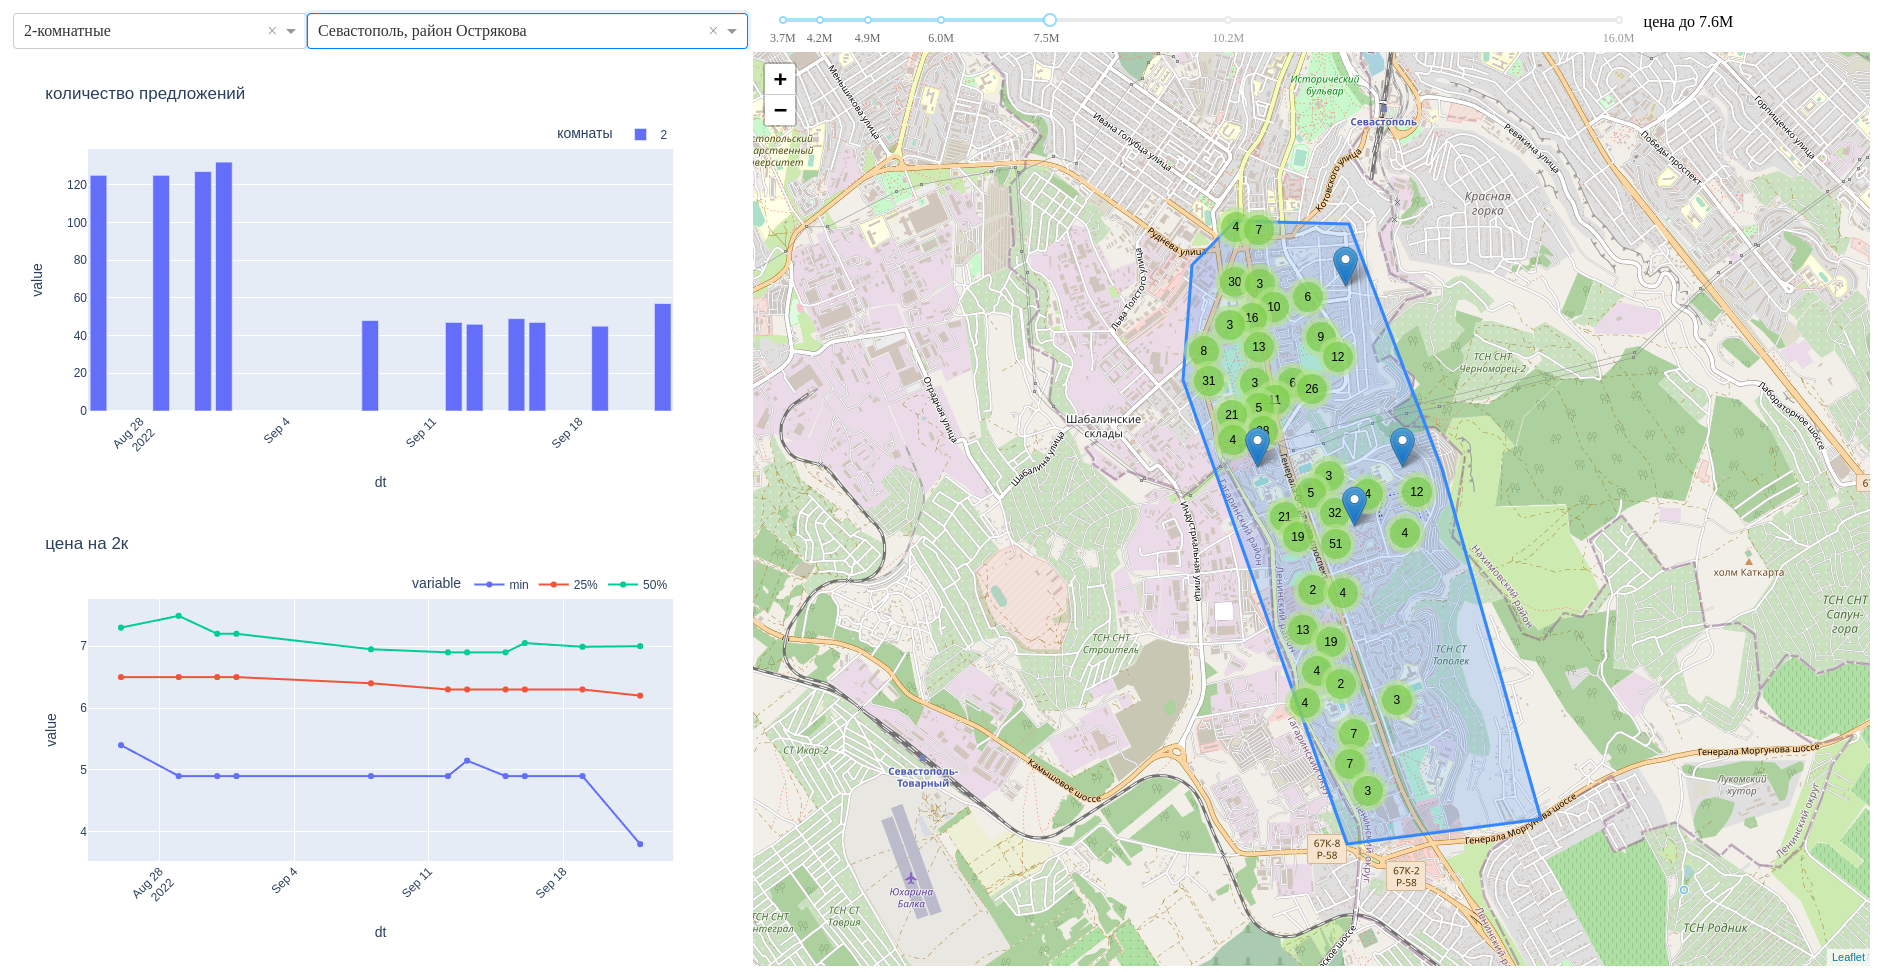 2-комнатные
×
Севастополь, район Острякова
×
3.7M
4.2M
4.9M
6.0M
7.5M
10.2M
16.0M
цена до 7.6M
количество предложений
комнаты
2
value
120
100
80
60
40
20
0
Aug 28
2022
Sep 4
Sep 11
Sep 18
dt
цена на 2к
variable
min
25%
50%
value
7
6
5
4
Aug 28
2022
Sep 4
Sep 11
Sep 18
dt
+
−
Меньшикова улица
Исторический
бульвар
Севастополь
Ивана Голубца улица
Ревякина улица
Горпищенко улица
Победы проспект
Котовского улица
Красная
горка
Руднева улица
Льва Толстого улица
4
7
30
3
6
10
16
3
9
8
13
12
31
3
6
26
11
5
21
4
ТСН СНТ
Черноморец-2
Лабораторное шоссе
Отрадная улица
Шабалинские
склады
Шабалина улица
Индустриальная улица
Гагаринский район
Ленинский район
3
5
4
12
21
32
19
51
4
2
4
13
19
4
2
4
3
7
7
3
Нахимовский район
холм Каткарта
ТСН СНТ
Сапун-
гора
ТСН СНТ
Строитель
ТСН СТ
Тополек
СТ Икар-2
Севастополь-
Товарный
Камышовое шоссе
Гагаринский округ
Генерала Моргунова шоссе
Генерала Моргунова шоссе
Лукомский
хутор
Ленинский округ
67К-8
Р-58
67К-2
Р-58
Юхарина
Балка
ТСН СТ
Таврия
ТСН Родник
Leaflet